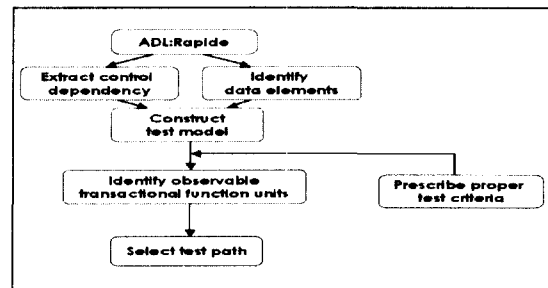 ADL:Rapide
Extract control
dependency
Identify
data elements
Construct
test model
Identify observable
transactional function units
Prescribe proper
test criteria
Select test path